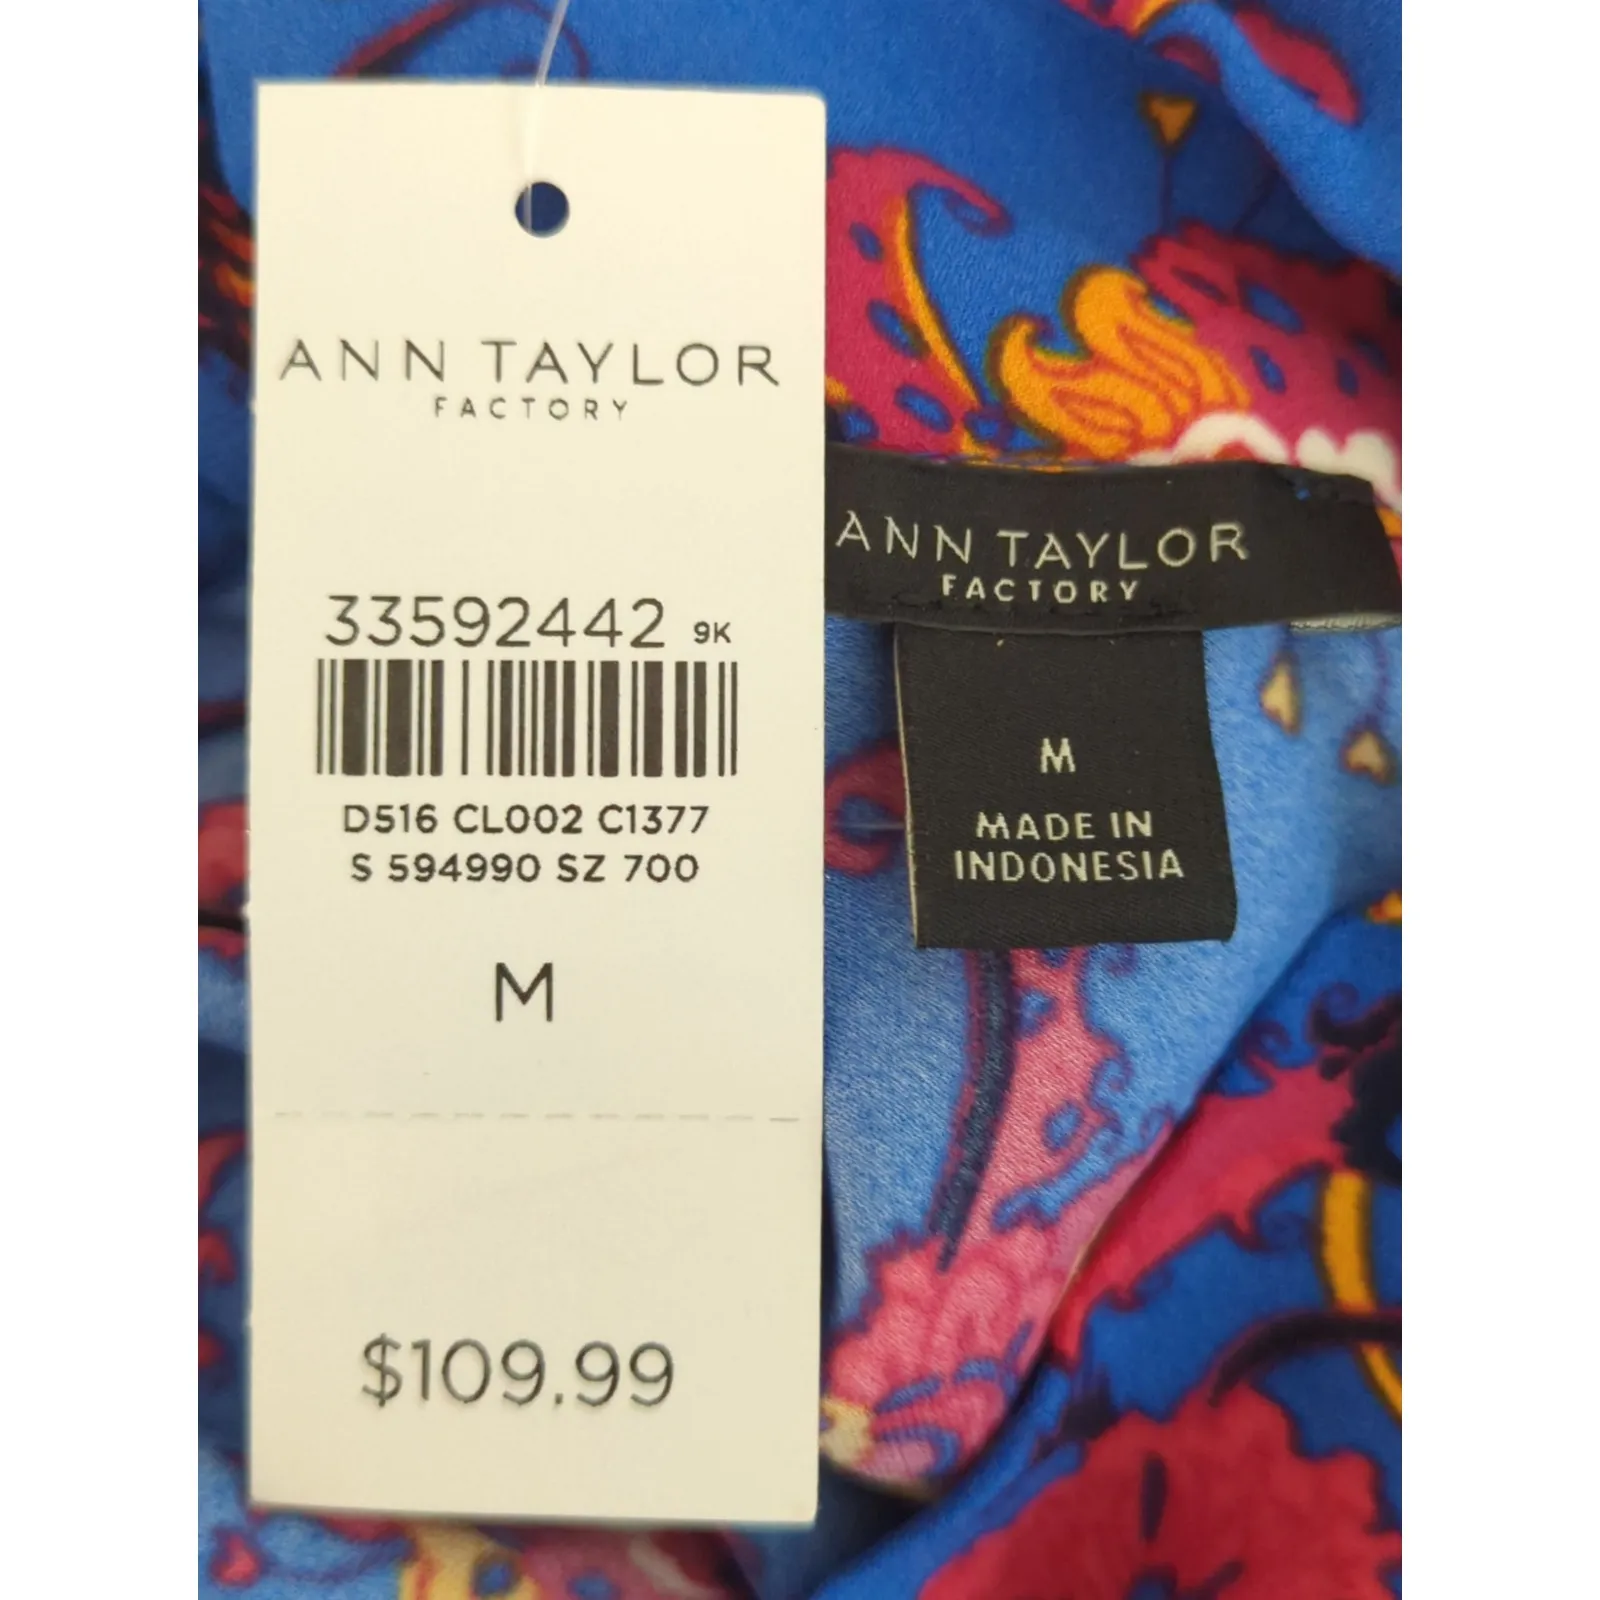 ANN TAYLOR
FACTORY
33592442 9K
D516 CL002 C1377
S 594990 SZ 700
M
$109.99
ANN TAYLOR
FACTORY
M
MADE IN
INDONESIA